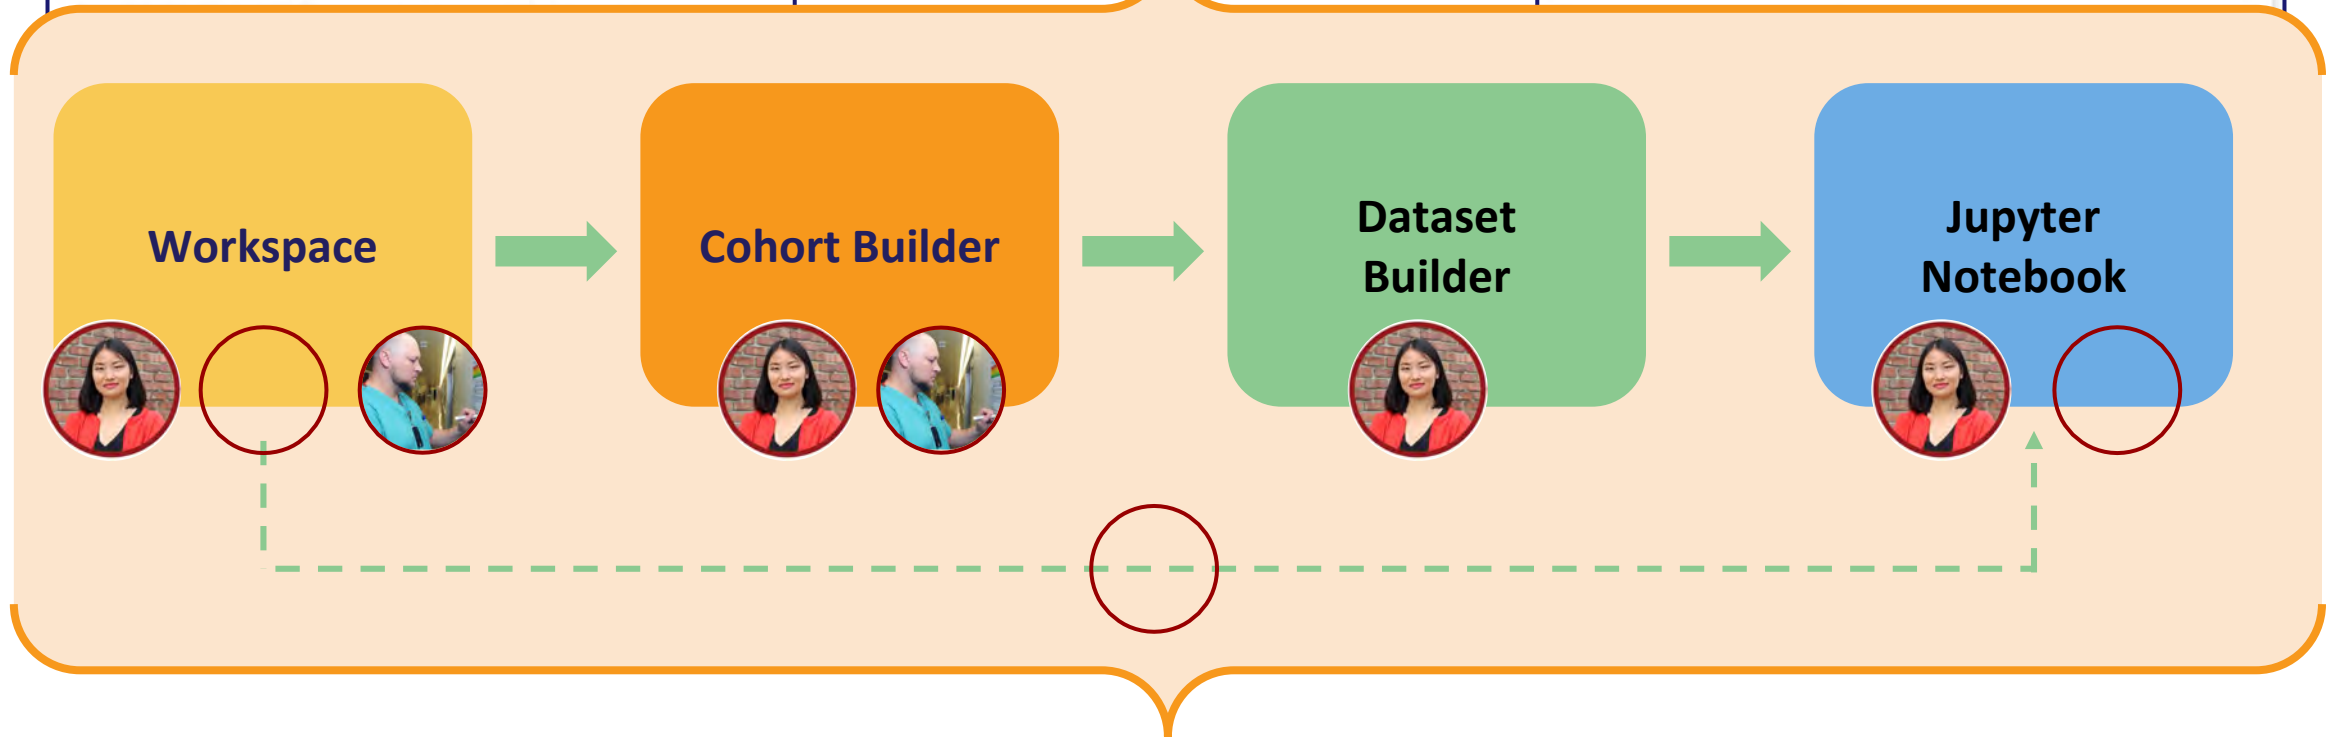 Workspace
Cohort Builder
Dataset
Builder
Jupyter
Notebook